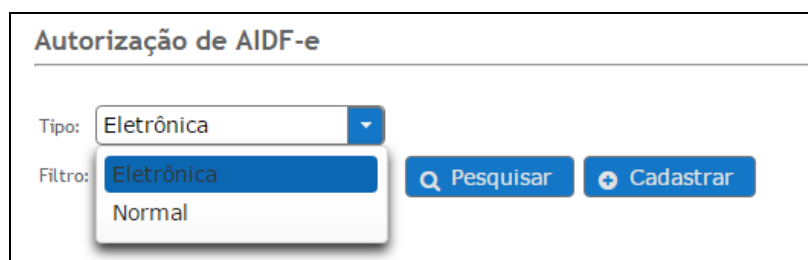 Autorização de AIDF-e
Tipo: Eletrônica
Filtro: Eletrônica Pesquisar Cadastrar
Normal